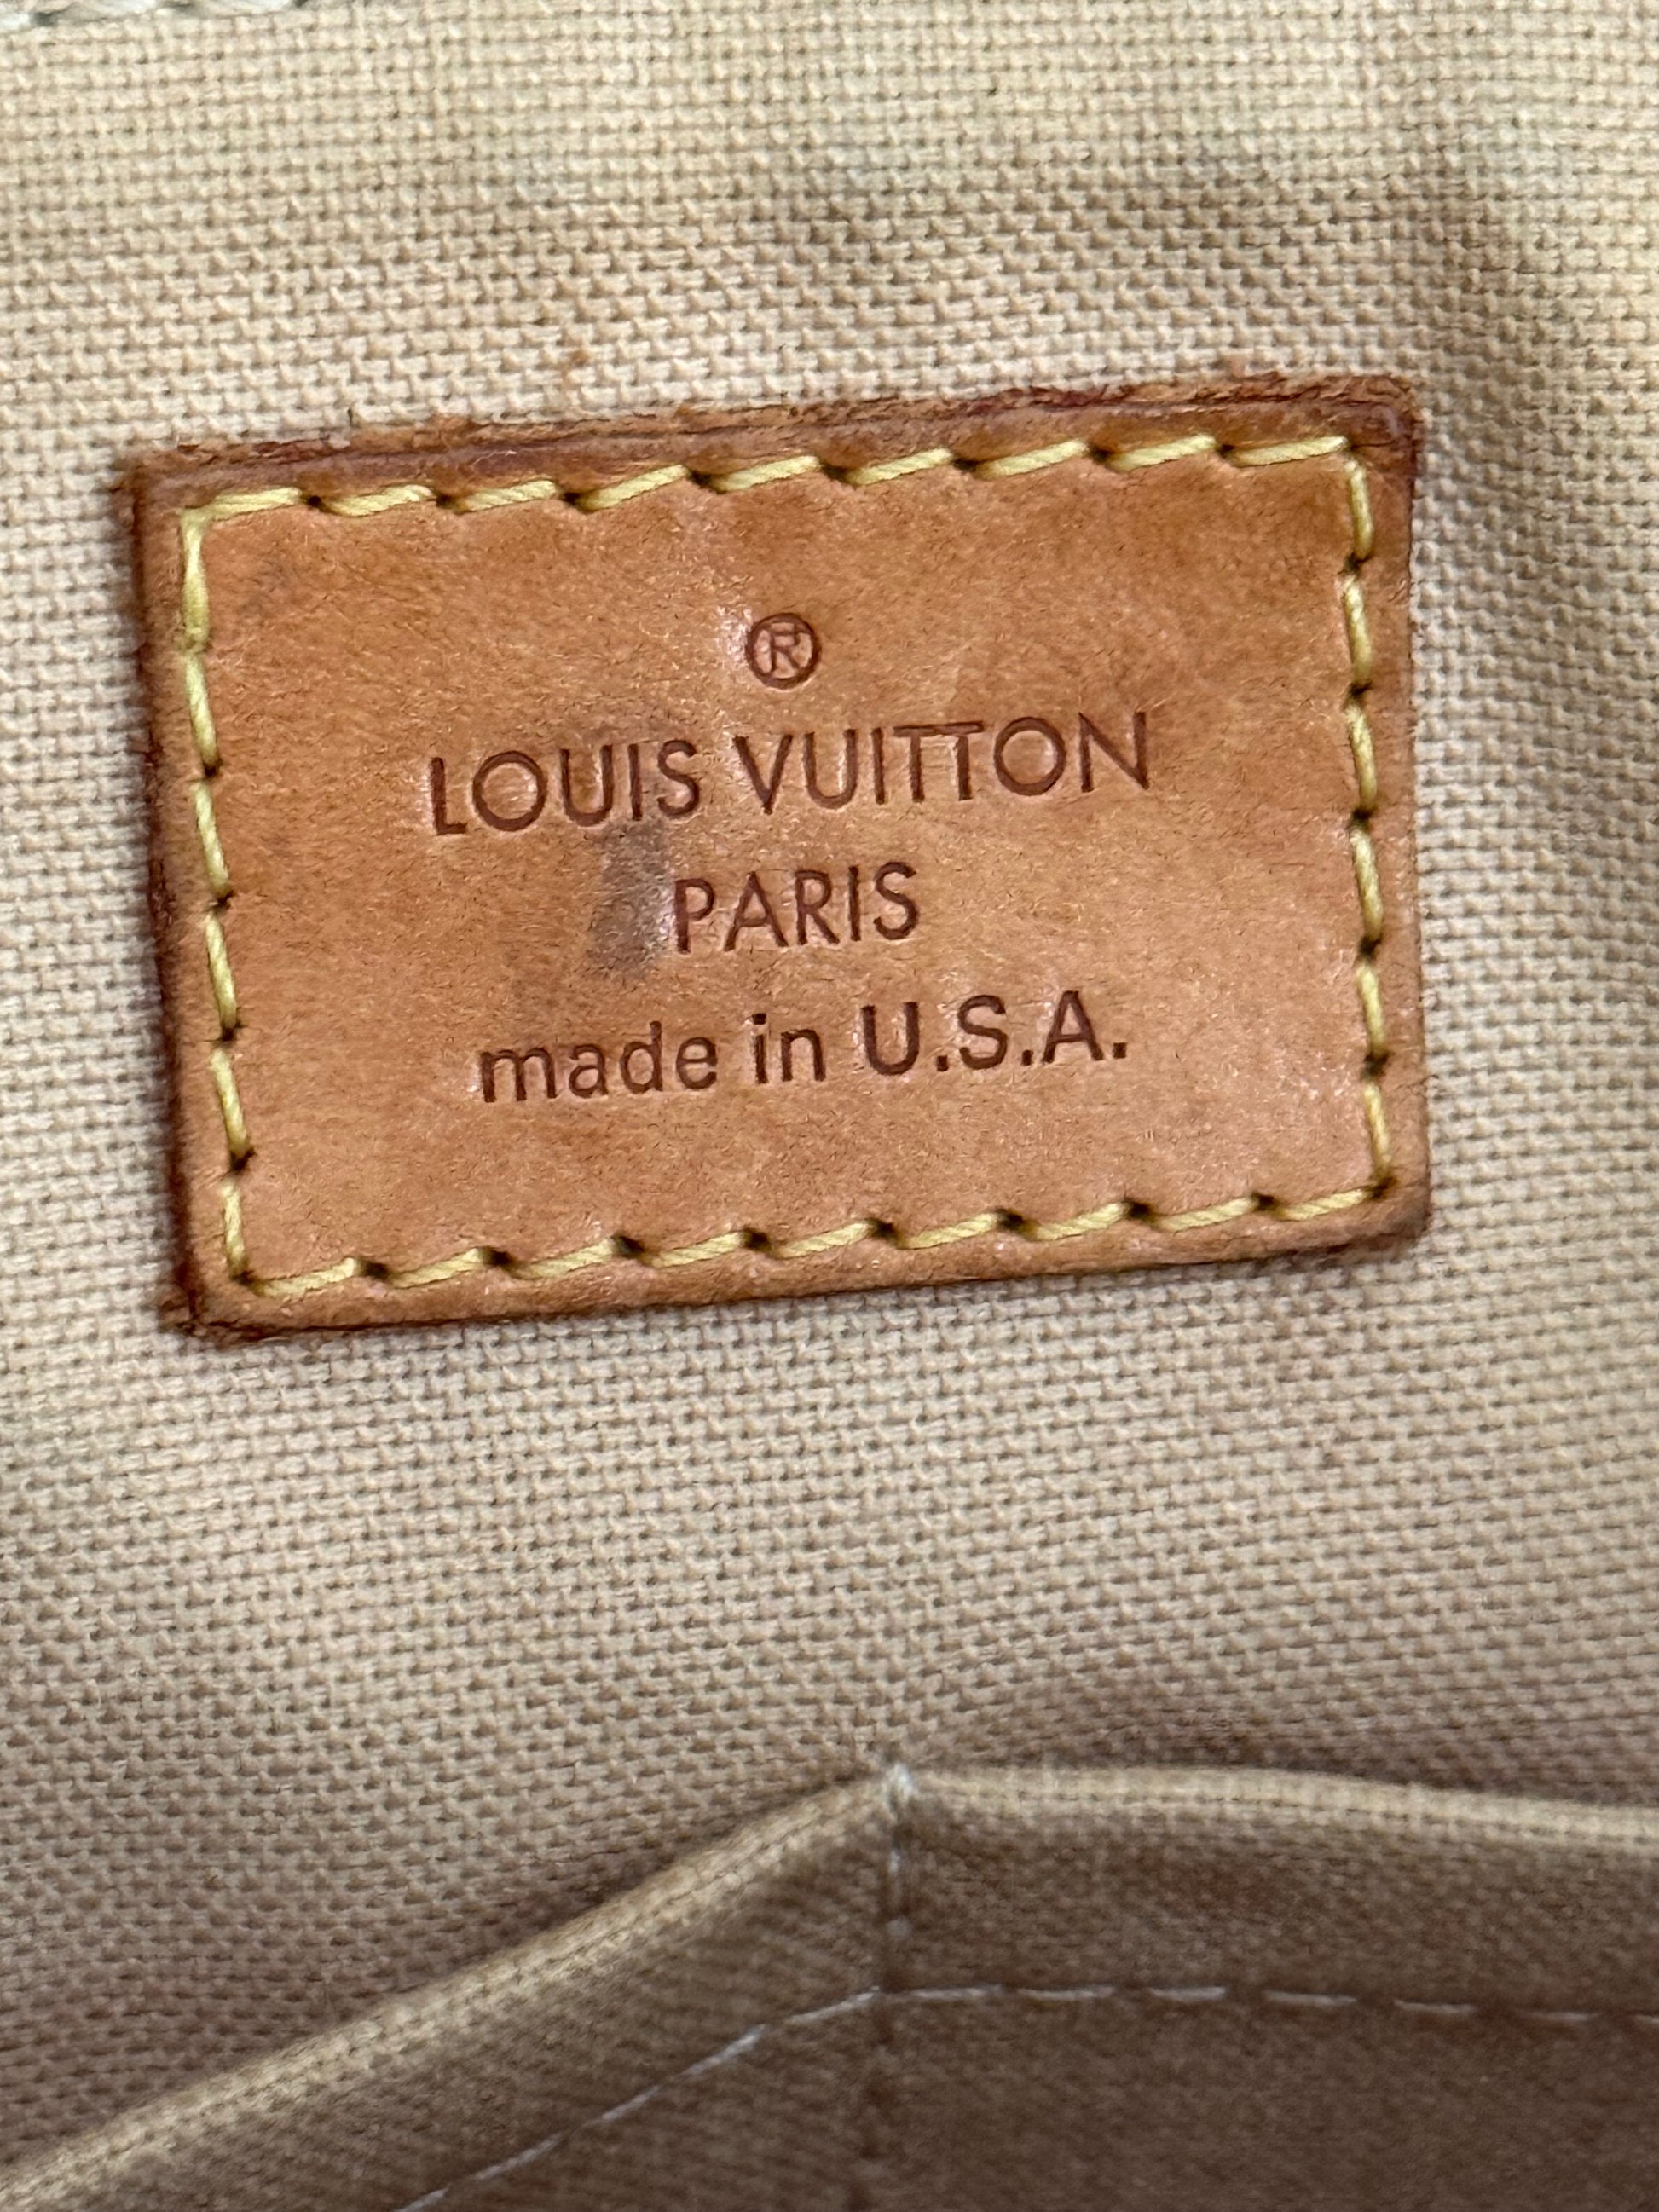 ®
LOUIS VUITTON
PARIS
made in U.S.A.